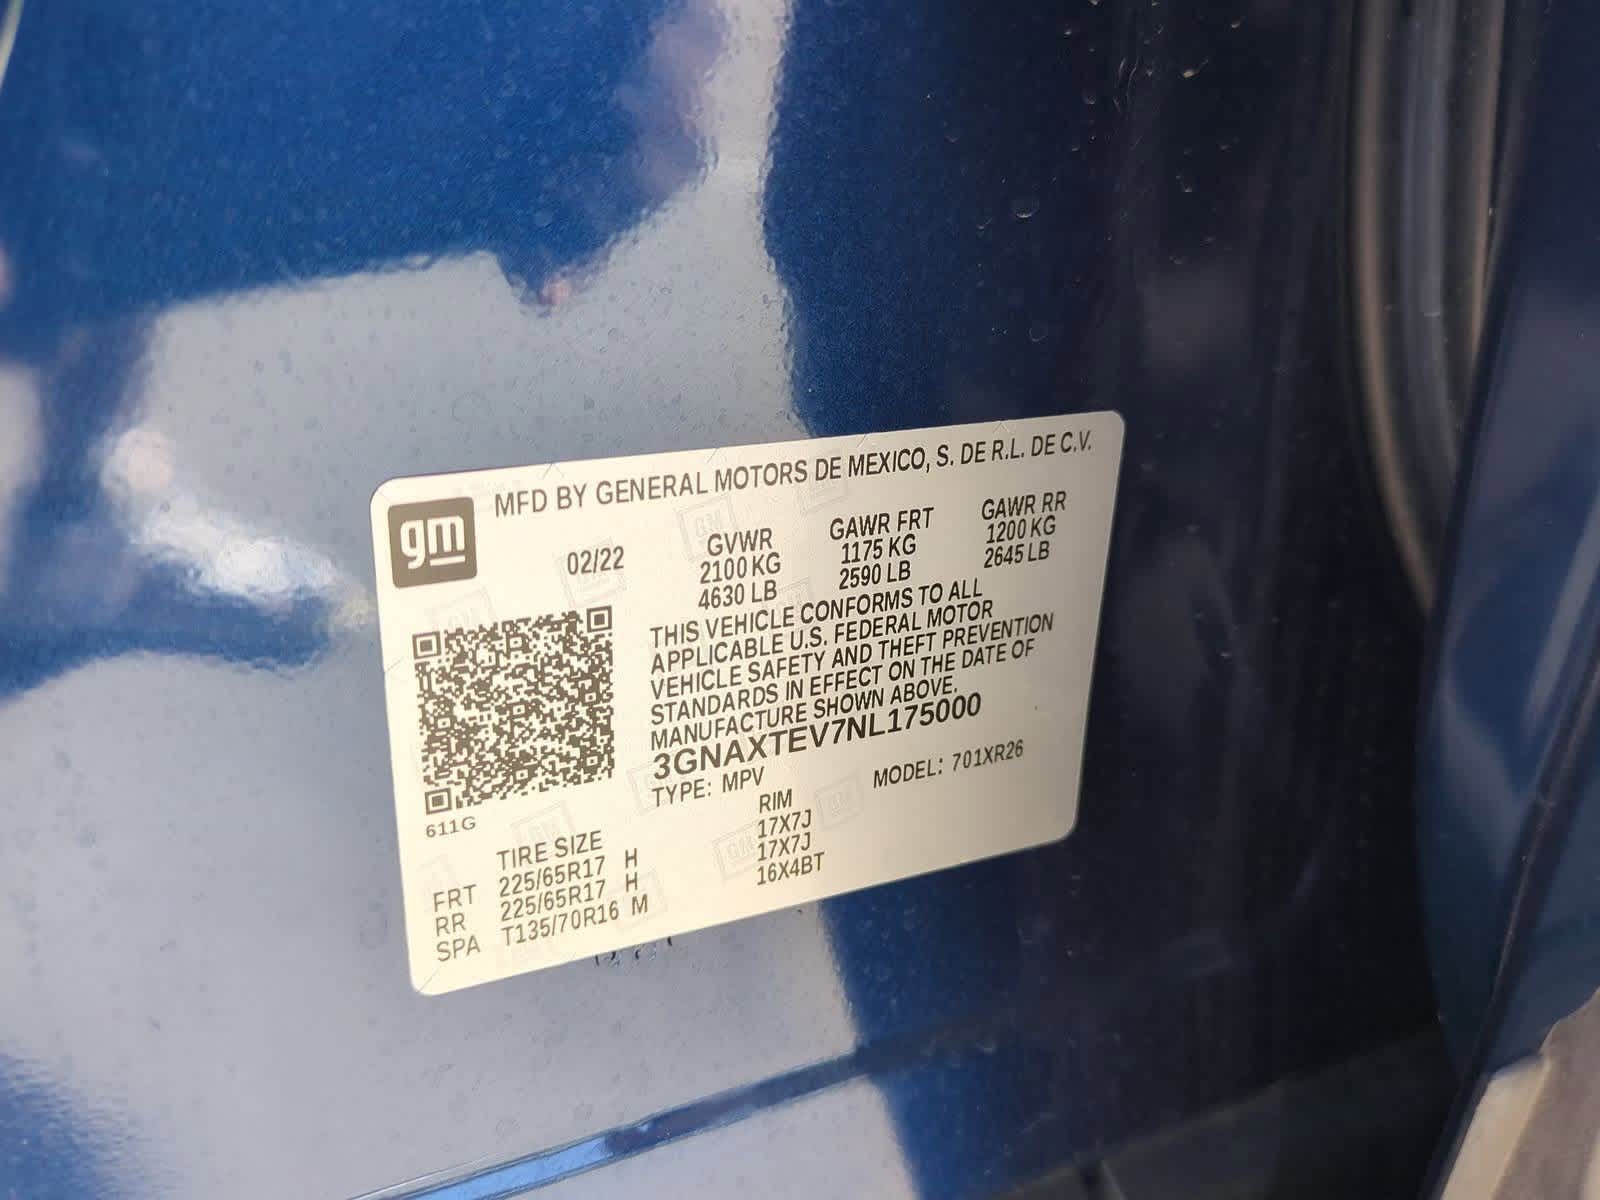 gm
MFD BY GENERAL MOTORS DE MEXICO, S. DE R.L. DE C.V.
02/22 GVWR GAWR FRT GAWR RR
2100 KG 1175 KG 1200 KG
4630 LB 2590 LB 2645 LB
THIS VEHICLE CONFORMS TO ALL
APPLICABLE U.S. FEDERAL MOTOR
VEHICLE SAFETY AND THEFT PREVENTION
STANDARDS IN EFFECT ON THE DATE OF
MANUFACTURE SHOWN ABOVE.
3GNAXTEV7NL175000
TYPE: MPV MODEL: 701XR26
611G
TIRE SIZE RIM
FRT 225/65R17 H 17X7J
RR 225/65R17 H 17X7J
SPA T135/70R16 M 16X4BT